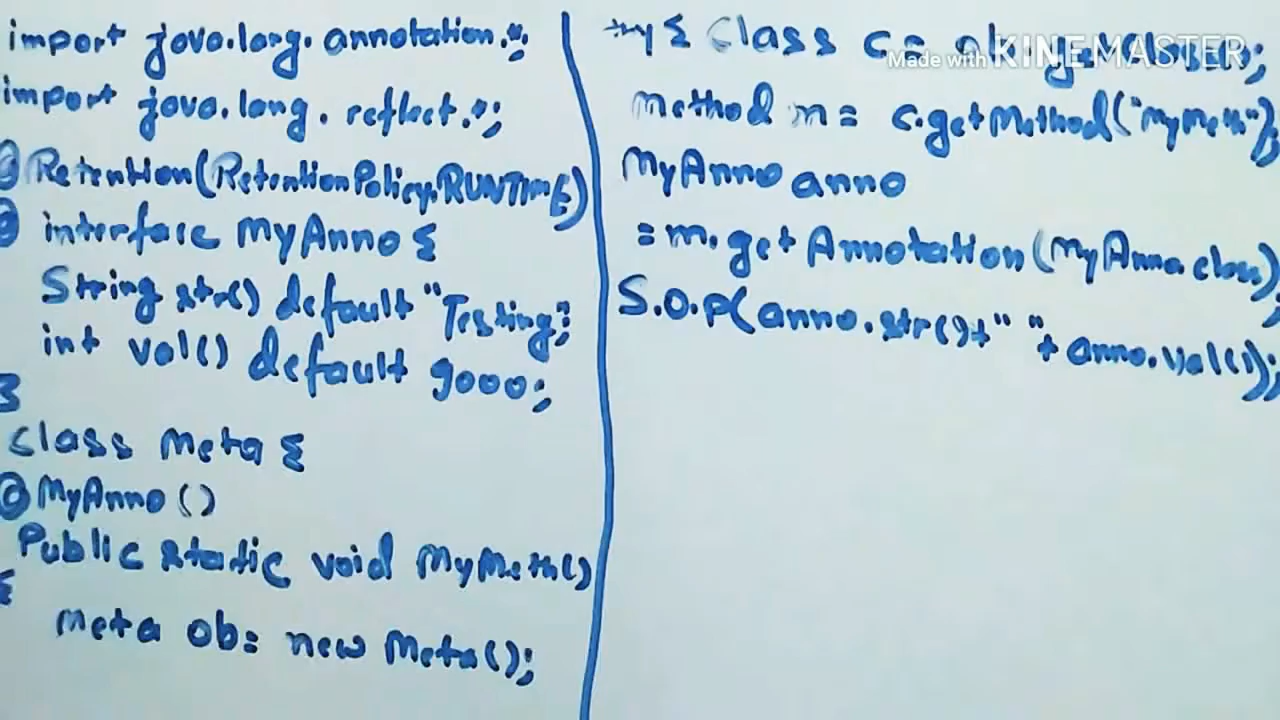 import java.lang.annotation.*;
import java.lang.reflect.*;
@Retention(RetentionPolicy.RUNTIME)
@ interface MyAnno {
String str() default "Testing";
int val() default 9000;
}
class Meta {
@MyAnno ()
Public static void MyMeth()
{
Meta ob = new Meta();
try { Class c = ob.getClass();
Method m = c.getMethod("MyMeth");
MyAnno anno
= m.getAnnotation(MyAnno.class);
S.O.P(anno.str()+" "+ anno.val());
Made with KINEMASTER